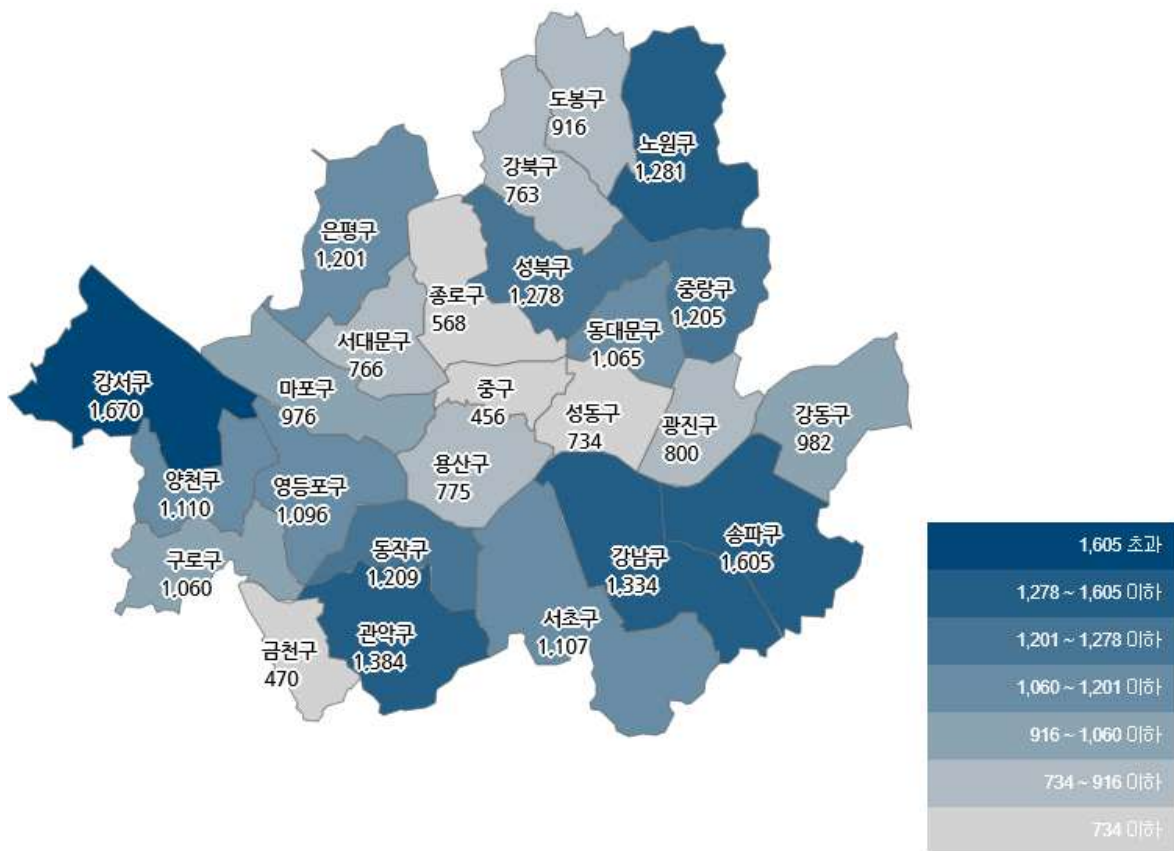 도봉구
916
노원구
1,281
강북구
763
은평구
1,201
성북구
1,278
중랑구
1,205
종로구
568
동대문구
1,065
서대문구
766
강서구
1,670
마포구
976
중구
456
성동구
734
광진구
800
강동구
982
용산구
775
양천구
1,110
영등포구
1,096
구로구
1,060
동작구
1,209
강남구
1,334
송파구
1,605
서초구
1,107
금천구
470
관악구
1,384
1,605 초과
1,278 ~ 1,605 이하
1,201 ~ 1,278 이하
1,060 ~ 1,201 이하
916 ~ 1,060 이하
734 ~ 916 이하
734 이하